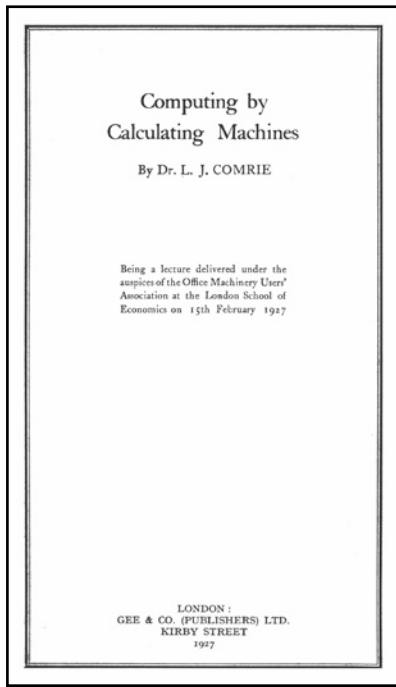 Computing by
Calculating Machines
By Dr. L. J. COMRIE
Being a lecture delivered under the
auspices of the Office Machinery Users'
Association at the London School of
Economics on 15th February 1927
LONDON :
GEE & CO. (PUBLISHERS) LTD.
KIRBY STREET
1927